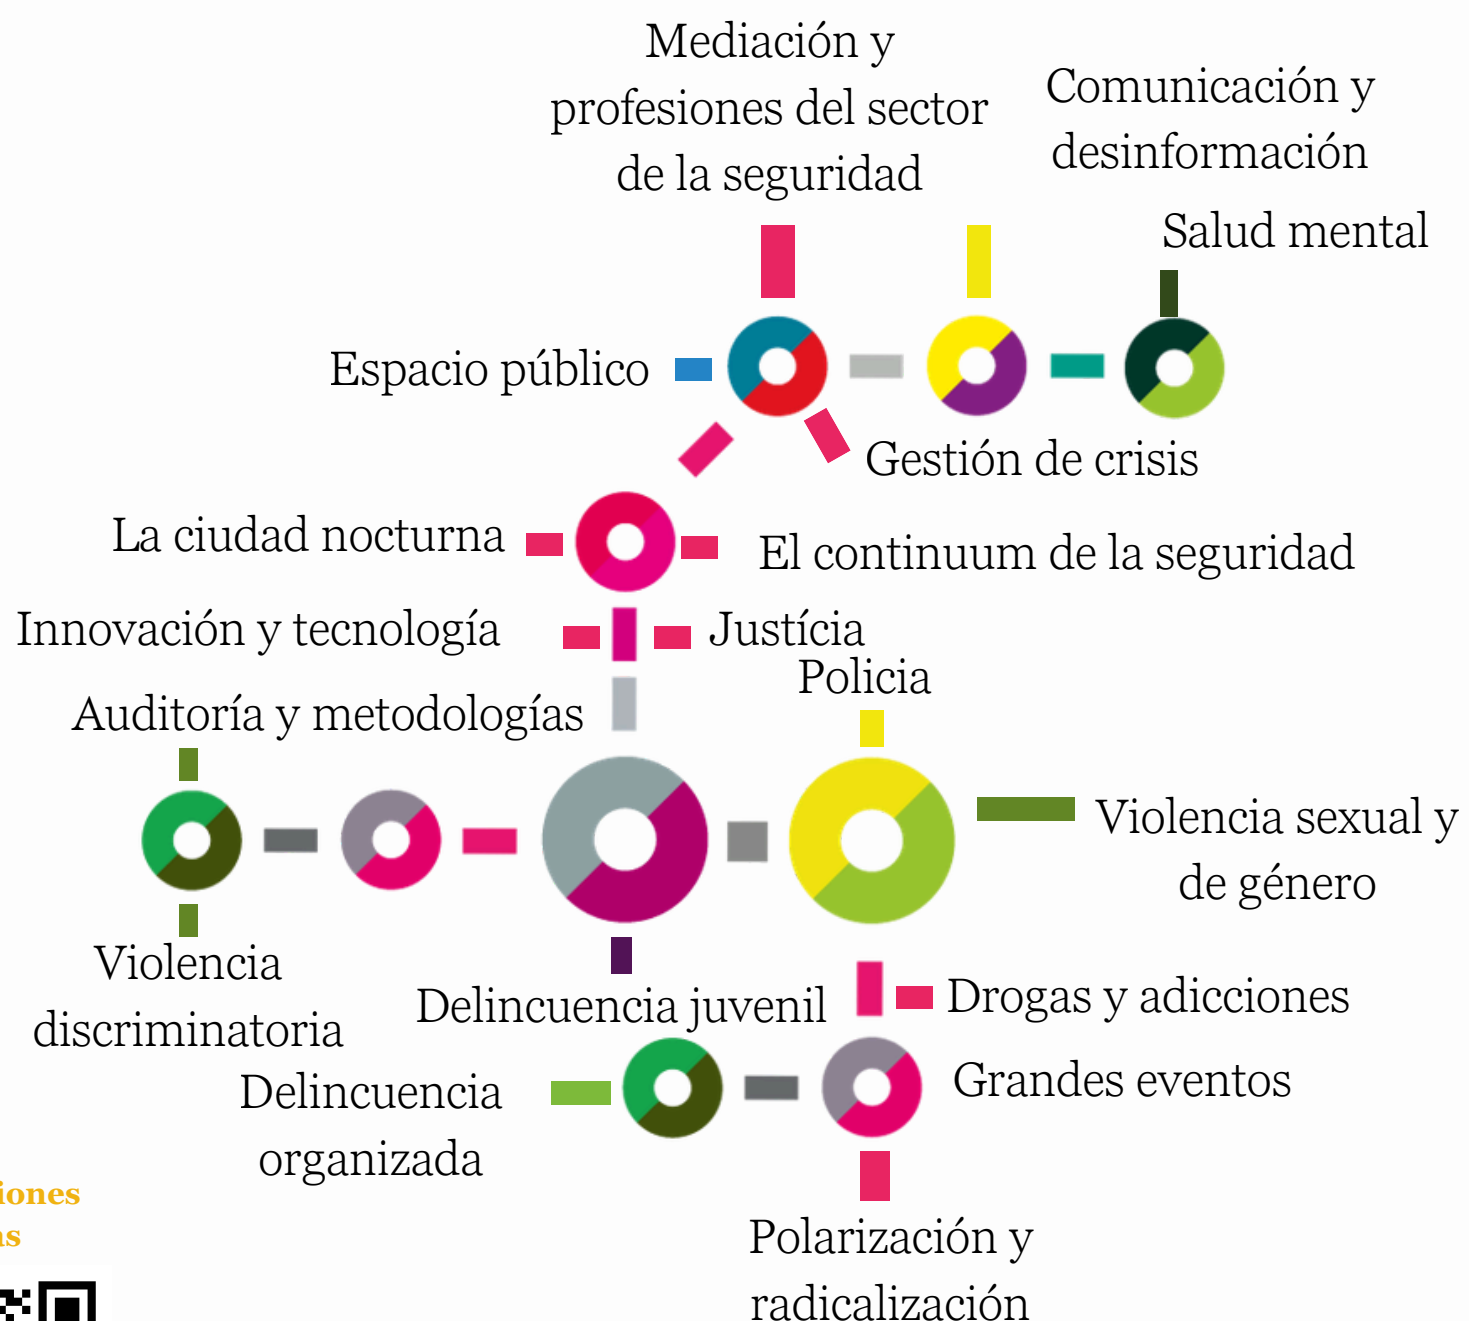 Mediación y
profesiones del sector
de la seguridad
Comunicación y
desinformación
Salud mental
Espacio público
Gestión de crisis
La ciudad nocturna
El continuum de la seguridad
Innovación y tecnología
Justícia
Policia
Auditoría y metodologías
Violencia sexual y
de género
Violencia
discriminatoria
Delincuencia juvenil
Drogas y adicciones
Grandes eventos
Delincuencia
organizada
Polarización y
radicalización